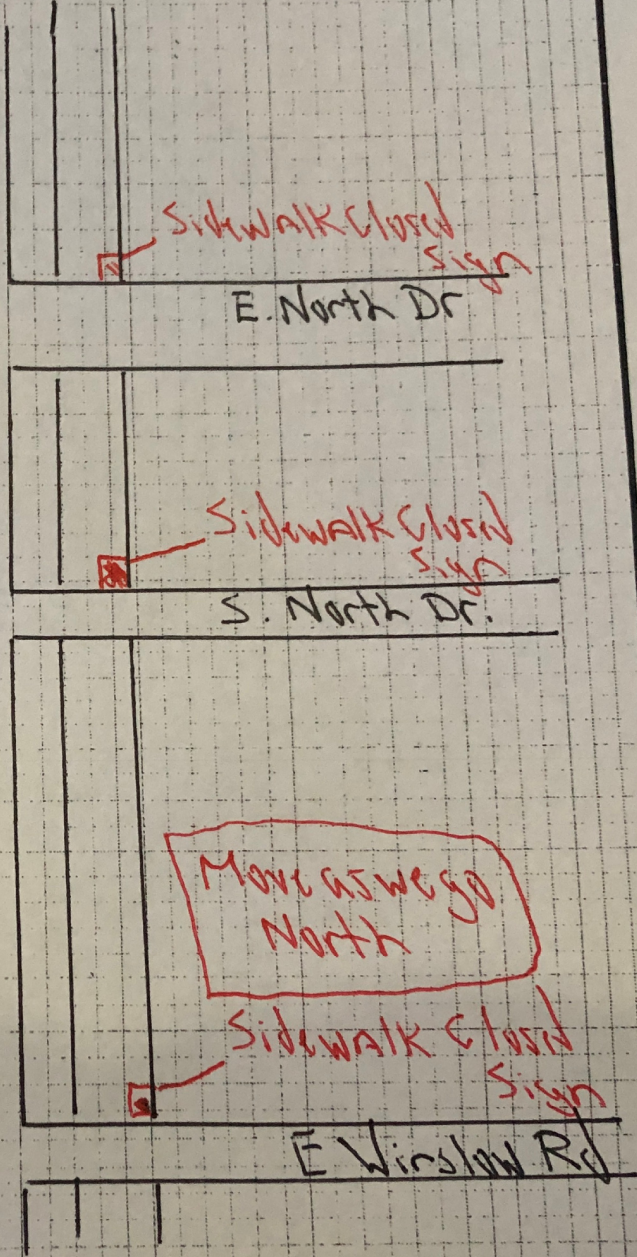 Sidewalk Closed
Sign
E. North Dr
Sidewalk Closed
Sign
S. North Dr.
Move as we go
North
Sidewalk Closed
Sign
E Winslow Rd